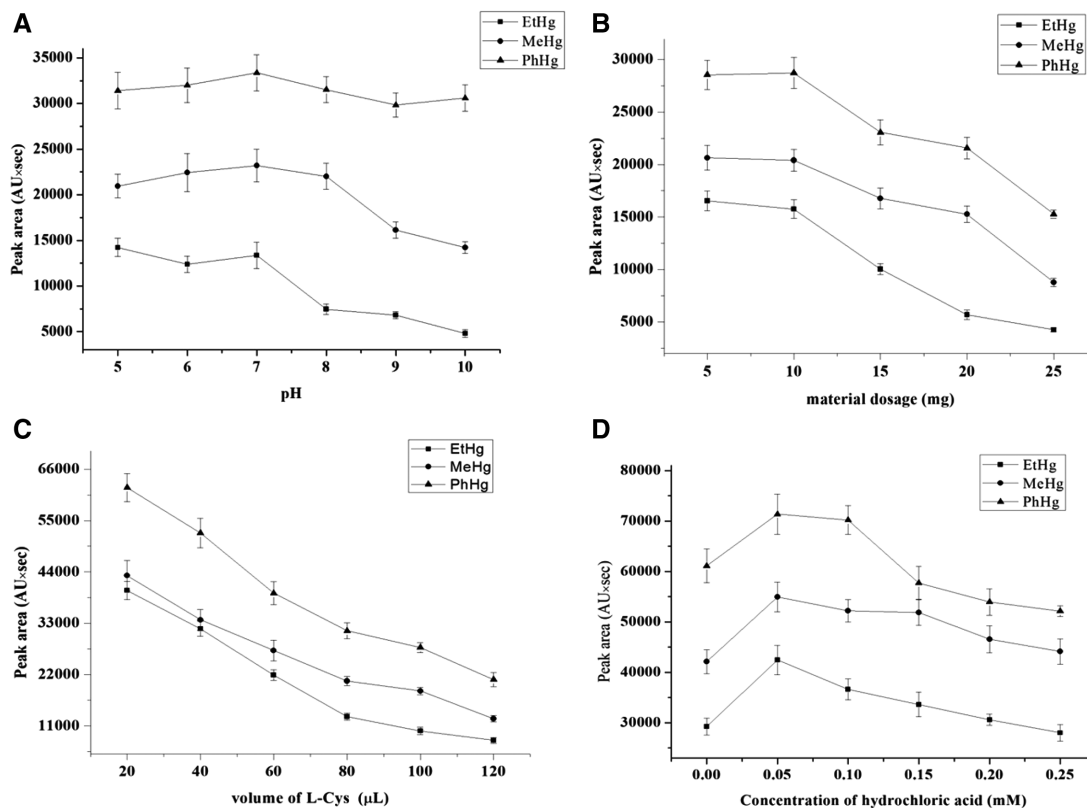 A
EtHg
MeHg
PhHg
35000
30000
25000
20000
15000
10000
5000
Peak area (AU×sec)
5 6 7 8 9 10
pH
B
EtHg
MeHg
PhHg
30000
25000
20000
15000
10000
5000
Peak area (AU×sec)
5 10 15 20 25
material dosage (mg)
C
EtHg
MeHg
PhHg
66000
55000
44000
33000
22000
11000
Peak area (AU×sec)
20 40 60 80 100 120
volume of L-Cys (μL)
D
EtHg
MeHg
PhHg
80000
70000
60000
50000
40000
30000
Peak area (AU×sec)
0.00 0.05 0.10 0.15 0.20 0.25
Concentration of hydrochloric acid (mM)